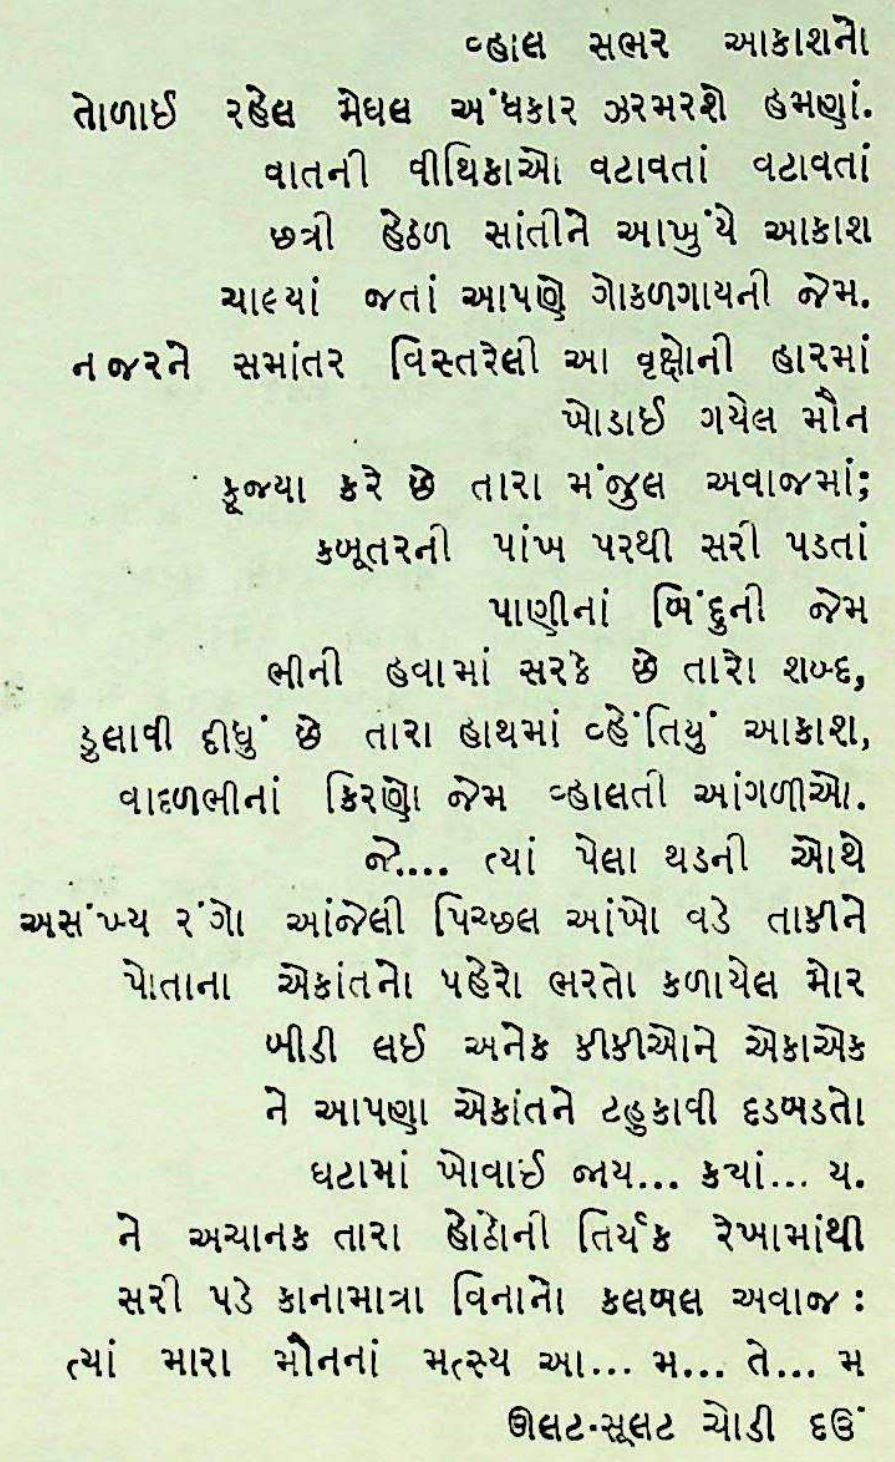 વ્હાલ સભર આકાશનો
તોળાઈ રહેલ મેઘલ અંધકાર ઝરમરશે હમણાં.
વાતની વીથિકાઓ વટાવતાં વટાવતાં
છત્રી હેઠળ સાંતીને આખુંયે આકાશ
ચાલ્યાં જતાં આપણે ગોકળગાયની જેમ.
નજરને સમાંતર વિસ્તરેલી આ વૃક્ષોની હારમાં
ખોડાઈ ગયેલ મૌન
કૂજ્યા કરે છે તારા મંજુલ અવાજમાં;
કબૂતરની પાંખ પરથી સરી પડતાં
પાણીનાં બિંદુની જેમ
ભીની હવામાં સરકે છે તારો શબ્દ,
ડુલાવી દીધું છે તારા હાથમાં વ્હેંતિયું આકાશ,
વાદળભીનાં કિરણો જેમ વ્હાલતી આંગળીઓ.
જો.... ત્યાં પેલા થડની ઓથે
અસંખ્ય રંગો આંજેલી પિચ્છલ આંખો વડે તાકીને
પોતાના એકાંતનો પહેરો ભરતો કળાયેલ મોર
બીડી લઈ અનેક કીકીઓને એકાએક
ને આપણા એકાંતને ટહુકાવી દડબડતો
ઘટામાં ખોવાઈ જાય... કયાં... ય.
ને અચાનક તારા હોઠોની તિર્યક રેખામાંથી
સરી પડે કાનામાત્રા વિનાનો કલબલ અવાજ :
ત્યાં મારા મૌનનાં મત્સ્ય આ... મ... તે... મ
ઊલટ-સૂલટ ચોડી દઉં